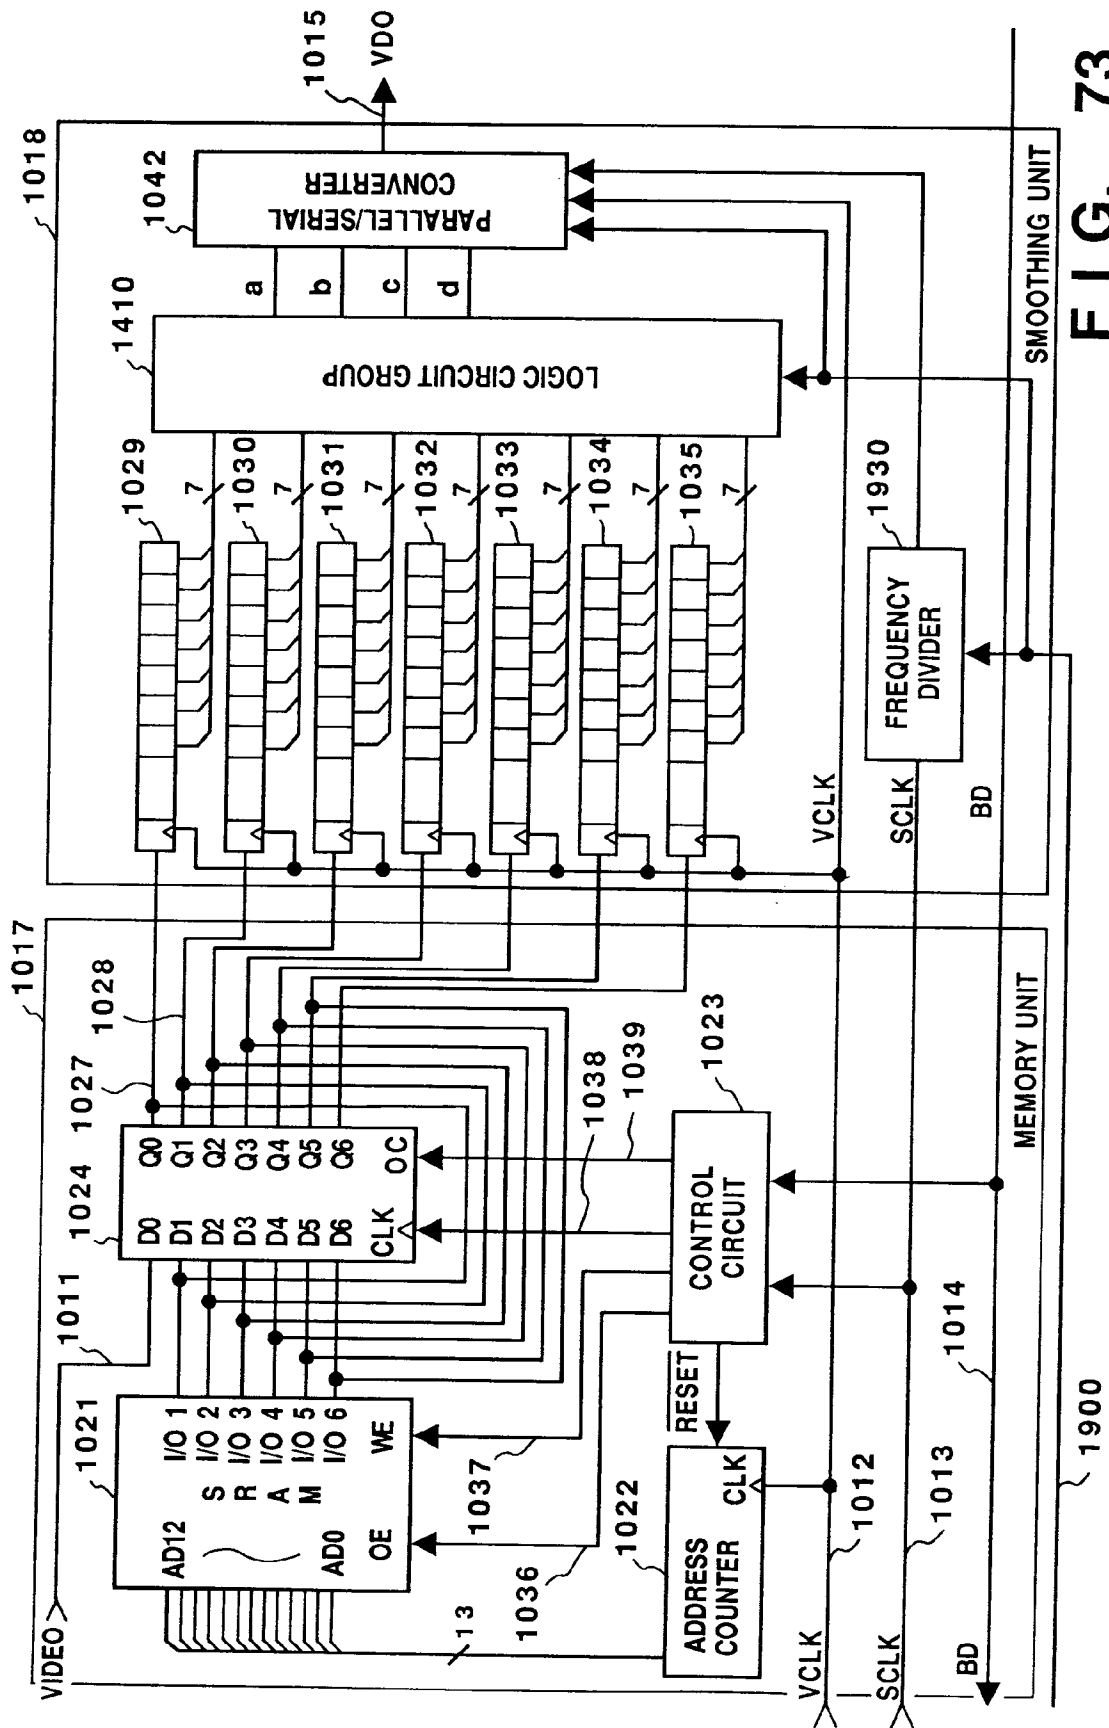 1017
1018
VIDEO
1011
1021
AD12
AD0
S
R
A
M
I/O 1
I/O 2
I/O 3
I/O 4
I/O 5
I/O 6
OE
WE
1024
D0
D1
D2
D3
D4
D5
D6
CLK
Q0
Q1
Q2
Q3
Q4
Q5
Q6
OC
1027
1028
1036
1037
1038
1039
13
1022
ADDRESS
COUNTER
CLK
RESET
1023
CONTROL
CIRCUIT
VCLK
1012
SCLK
1013
BD
1014
MEMORY UNIT
1900
1029
7
1030
7
1031
7
1032
7
1033
7
1034
7
1035
7
1410
LOGIC CIRCUIT GROUP
a
b
c
d
1042
PARALLEL/SERIAL
CONVERTER
1015
VDO
VCLK
SCLK
BD
1930
FREQUENCY
DIVIDER
SMOOTHING UNIT
FIG. 73